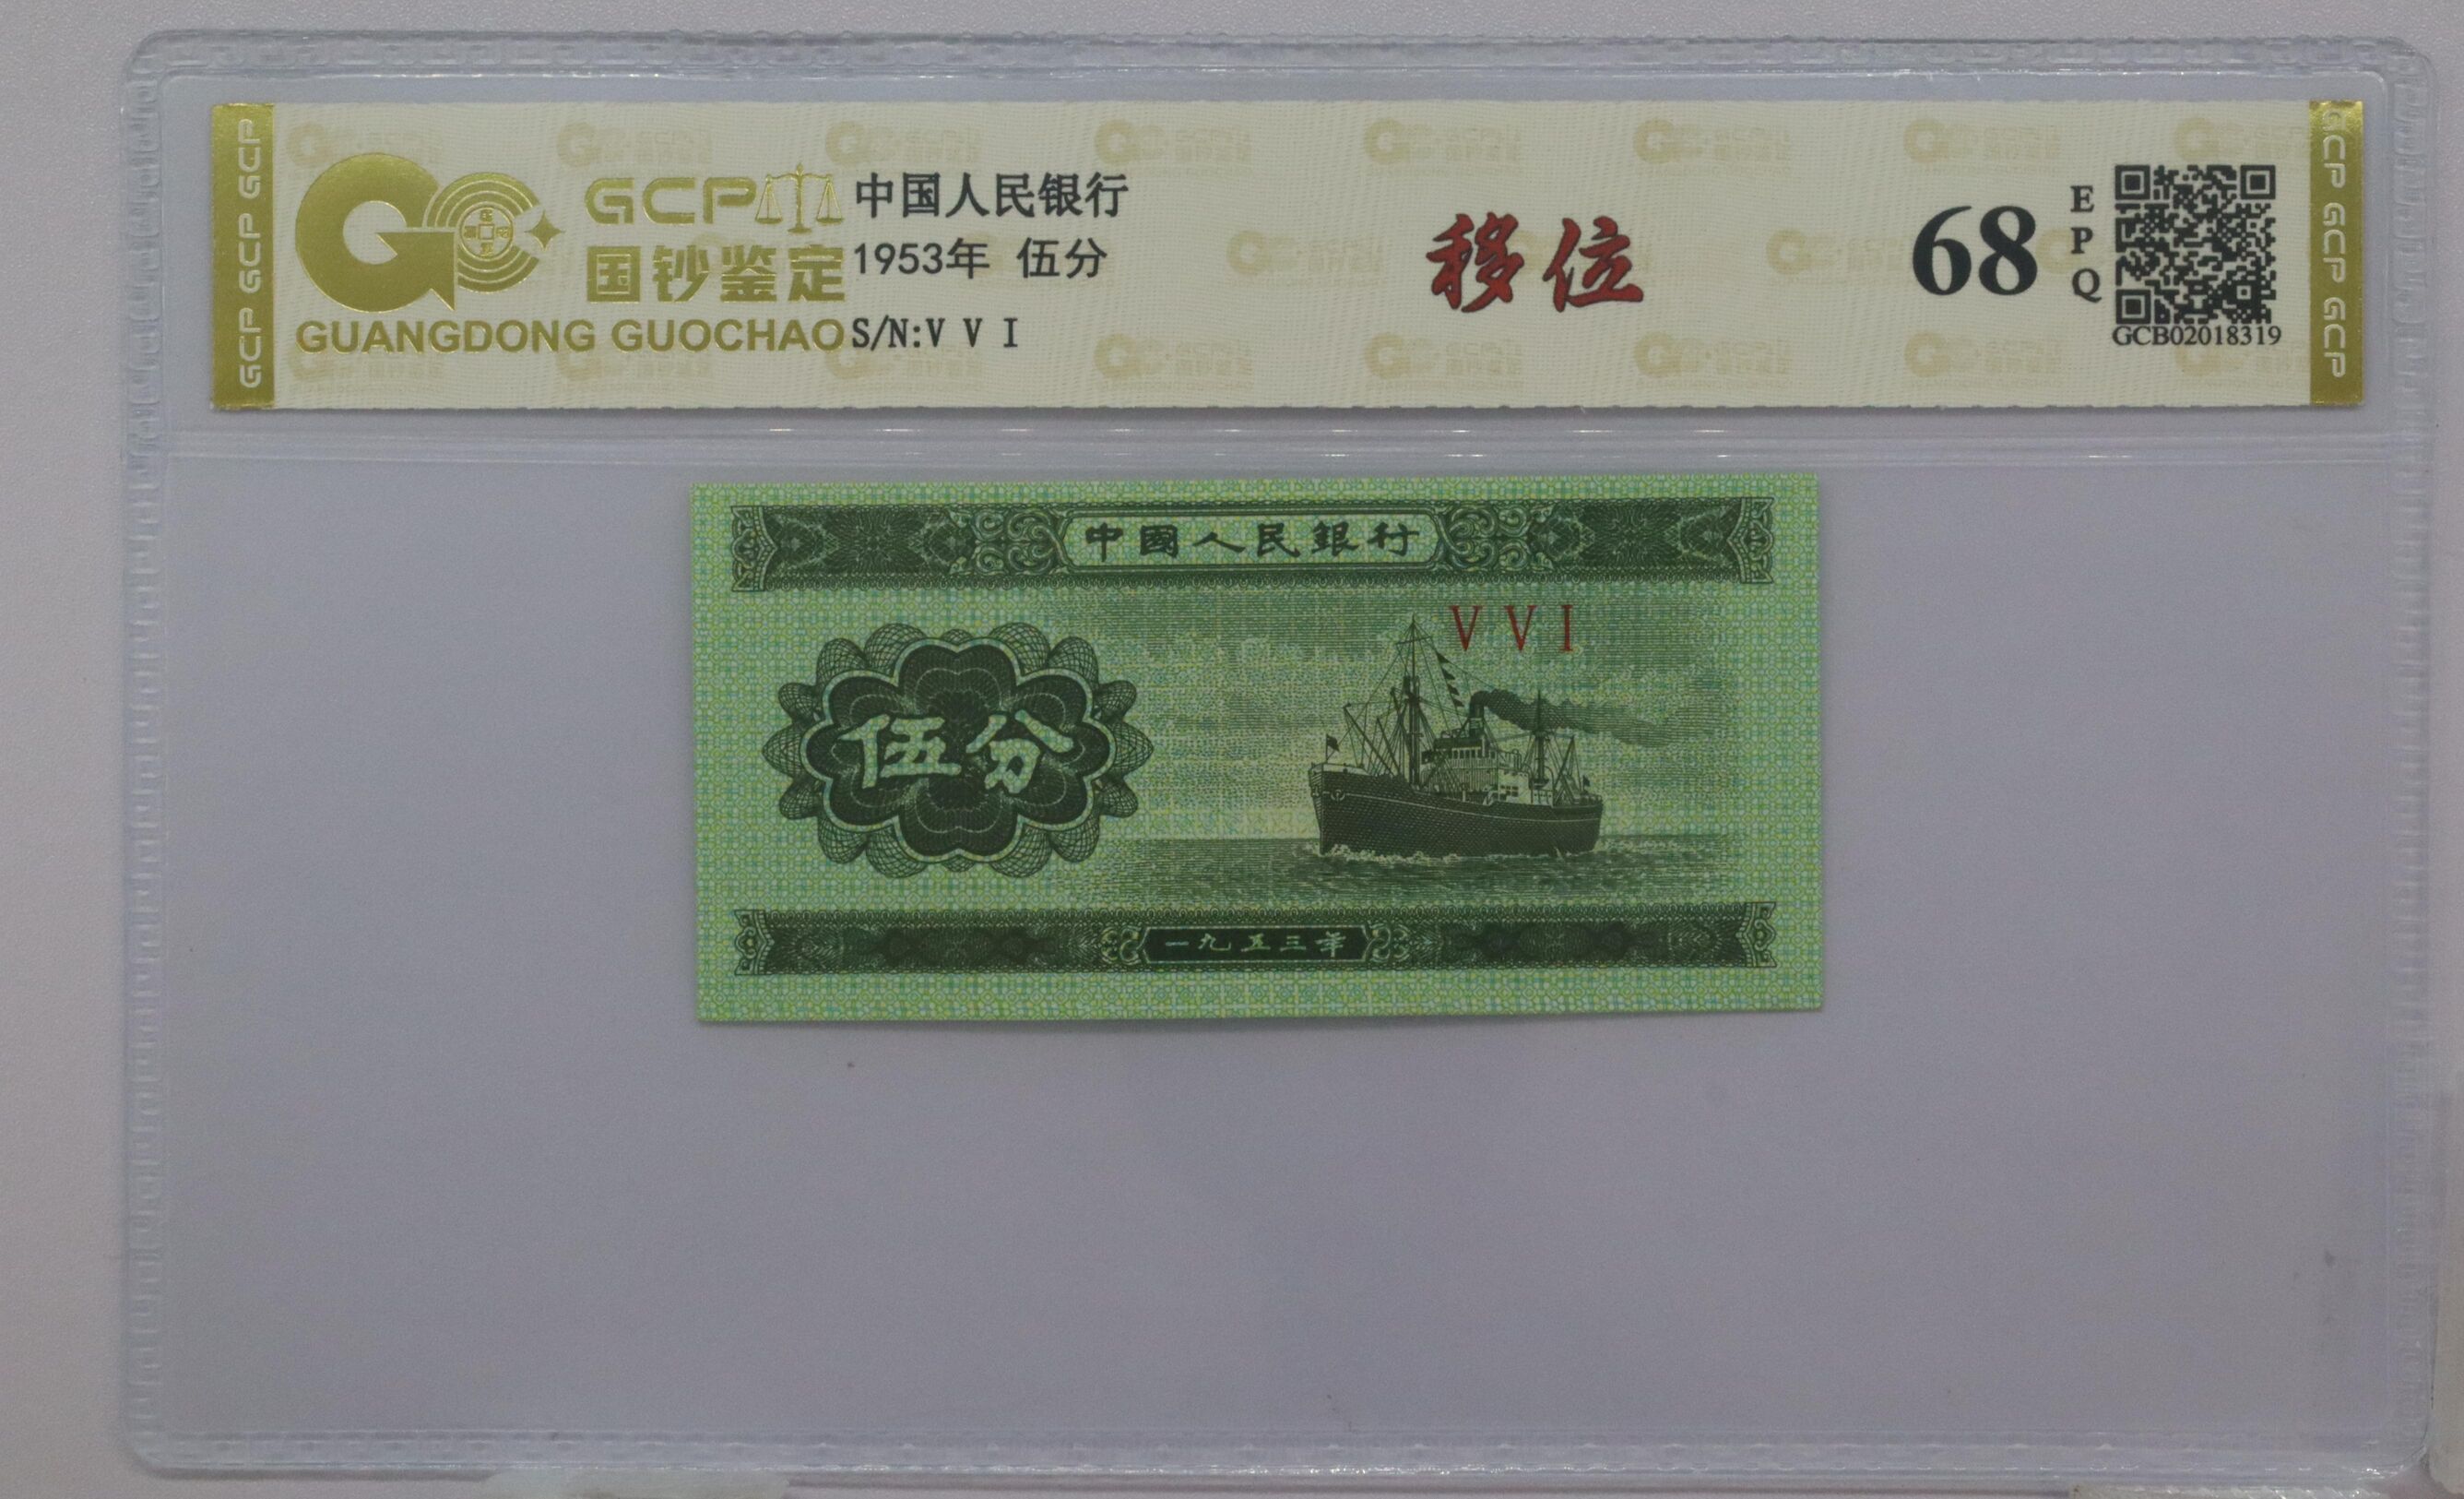 GCP GCP GCP
GCP
国钞鉴定
GUANGDONG GUOCHAO
中国人民银行
1953年 伍分
S/N:V V I
移位
68
E
P
Q
GCB02018319
GCP GCP GCP
中國人民銀行
V V I
伍分
一九五三年